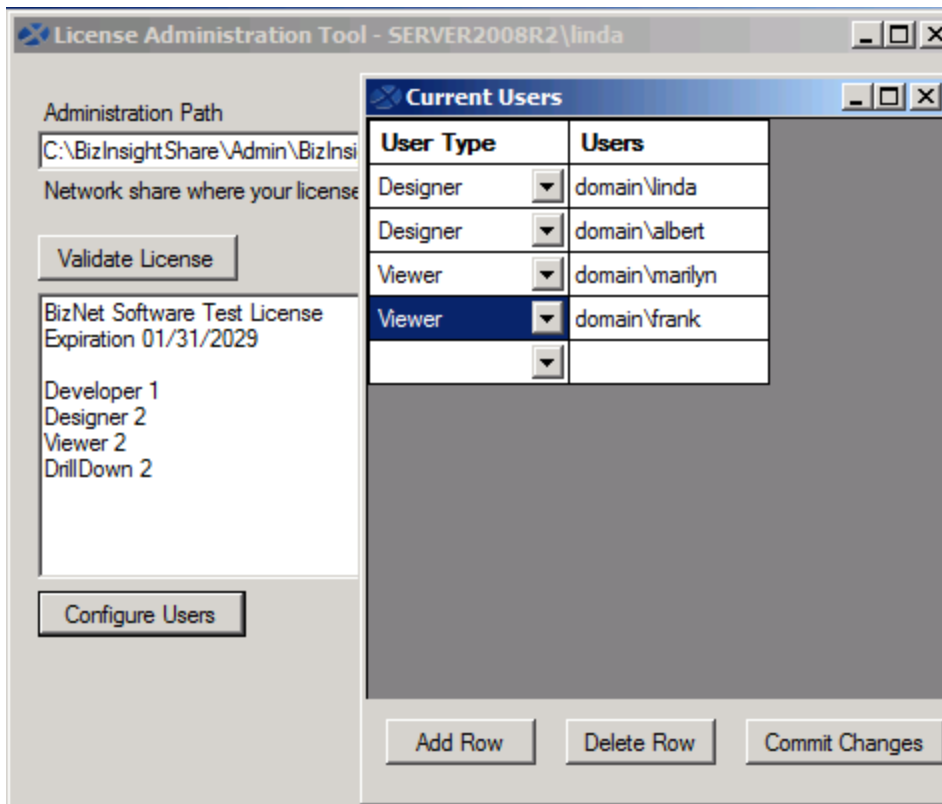 License Administration Tool - SERVER2008R2\linda
Administration Path
C:\BizInsightShare\Admin\BizInsi
Network share where your license
Validate License
BizNet Software Test License
Expiration 01/31/2029
Developer 1
Designer 2
Viewer 2
DrillDown 2
Configure Users
Current Users
User Type Users
Designer domain\linda
Designer domain\albert
Viewer domain\marilyn
Viewer domain\frank
Add Row Delete Row Commit Changes